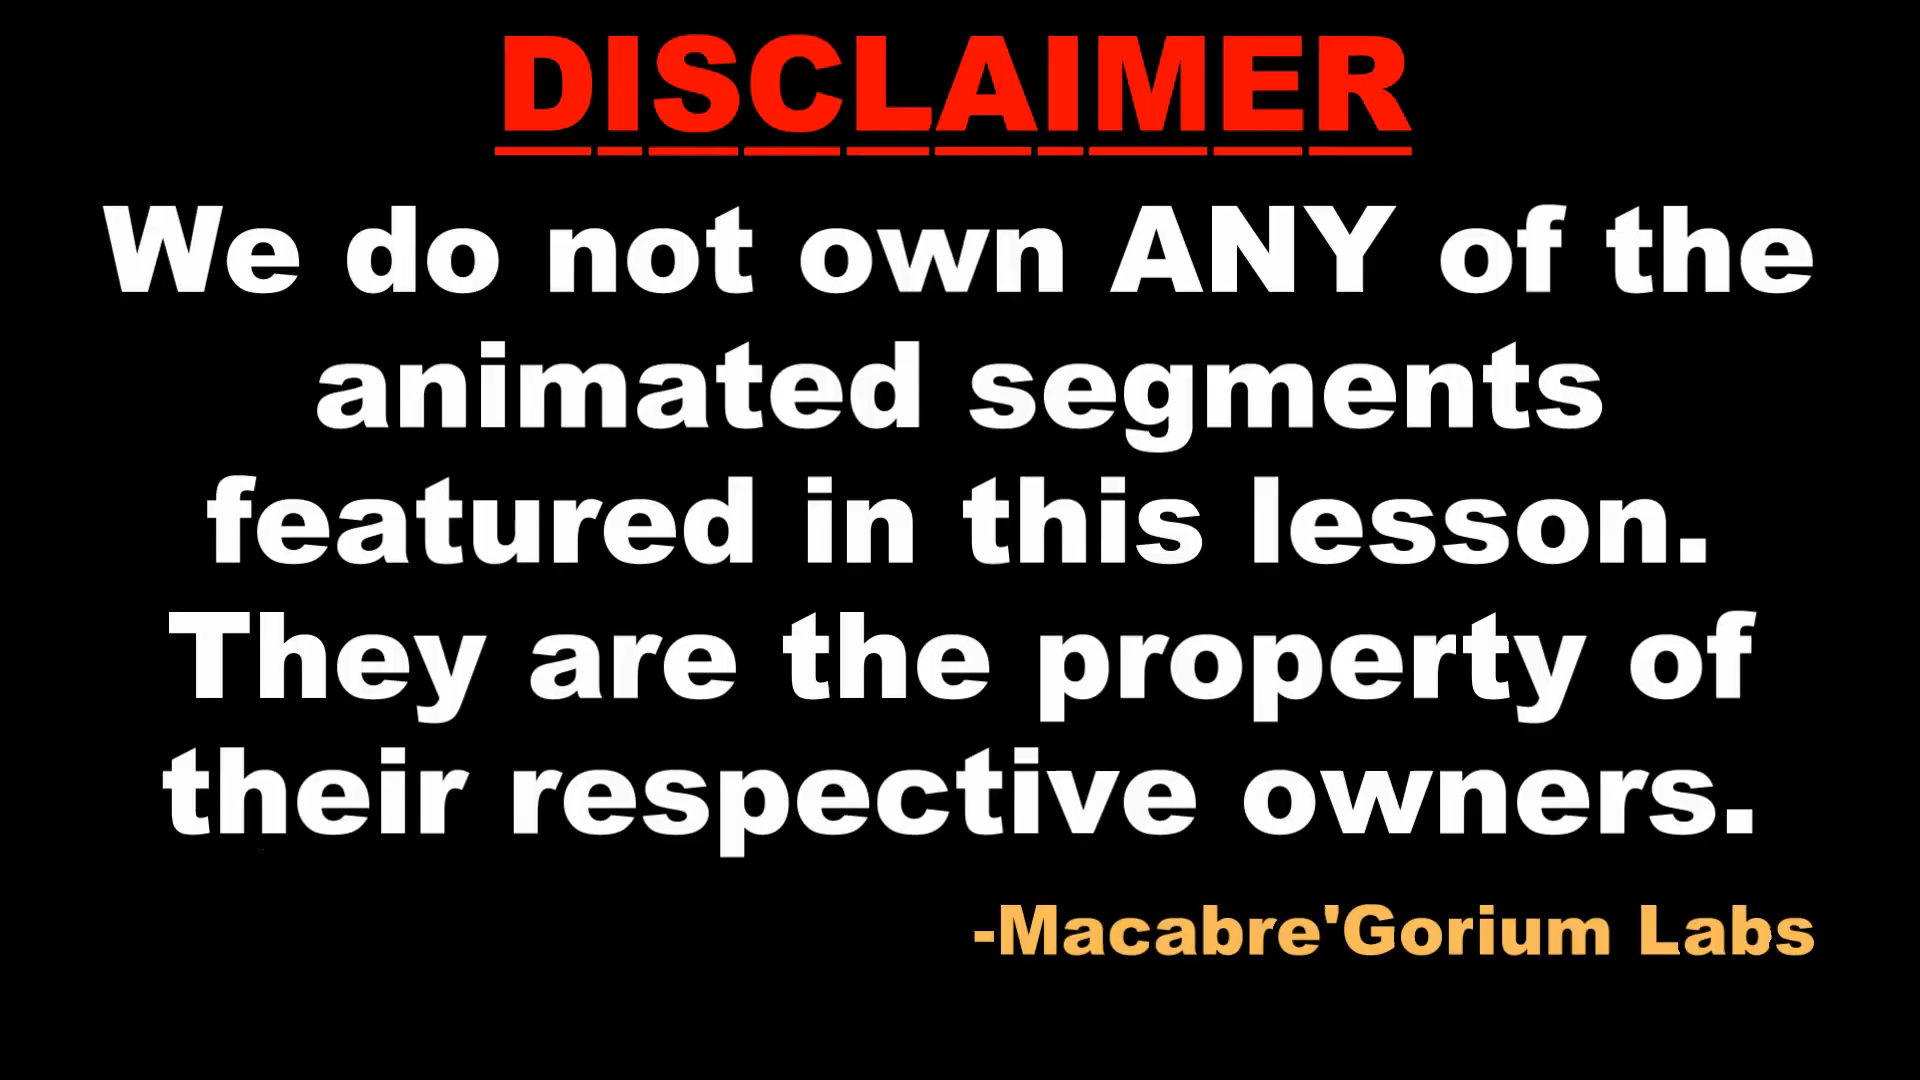 DISCLAIMER
We do not own ANY of the
animated segments
featured in this lesson.
They are the property of
their respective owners.
-Macabre'Gorium Labs